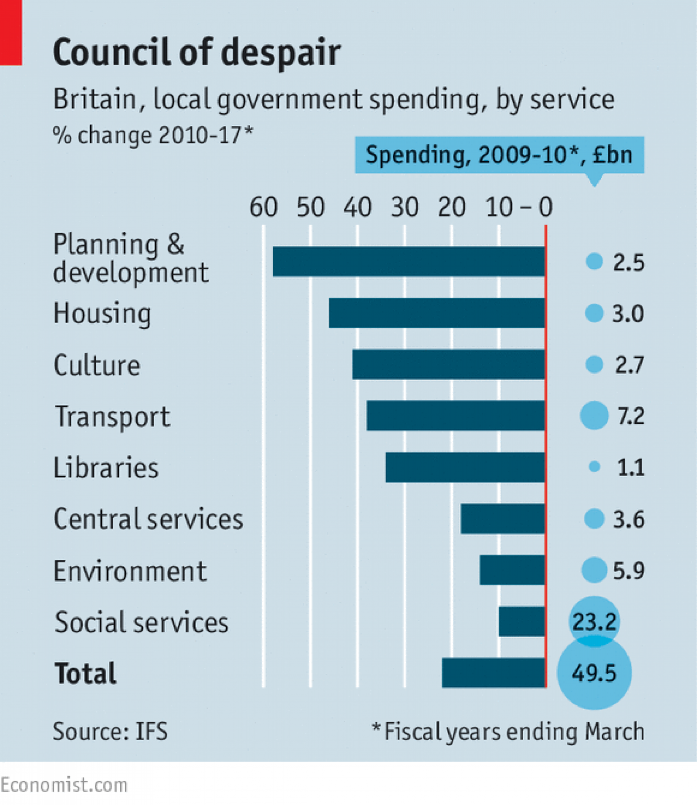 Council of despair
Britain, local government spending, by service
% change 2010-17*
Spending, 2009-10*, £bn
60 50 40 30 20 10 – 0
Planning &
development 2.5
Housing 3.0
Culture 2.7
Transport 7.2
Libraries 1.1
Central services 3.6
Environment 5.9
Social services 23.2
Total 49.5
Source: IFS *Fiscal years ending March
Economist.com